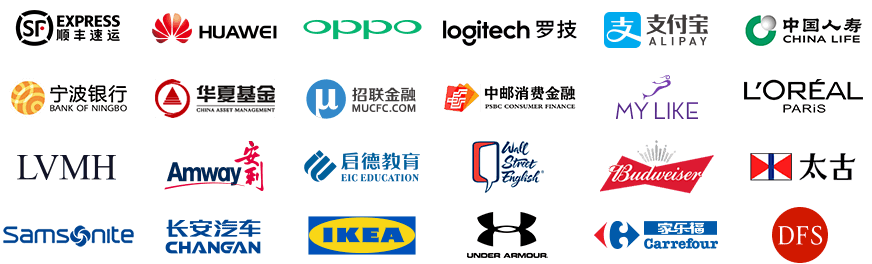 SF EXPRESS
顺丰速运
HUAWEI
oppo
logitech 罗技
支 支付宝
ALIPAY
中国人寿
CHINA LIFE
宁波银行
BANK OF NINGBO
华夏基金
CHINA ASSET MANAGEMENT
μ 招联金融
MUCFC.COM
中邮消费金融
PSBC CONSUMER FINANCE
MY LIKE
L'ORÉAL
PARiS
LVMH
Amway 安利
启德教育
EIC EDUCATION
Wall
Street
English
Budweiser
太古
Samsonite
长安汽车
CHANGAN
IKEA
UNDER ARMOUR
家乐福
Carrefour
DFS